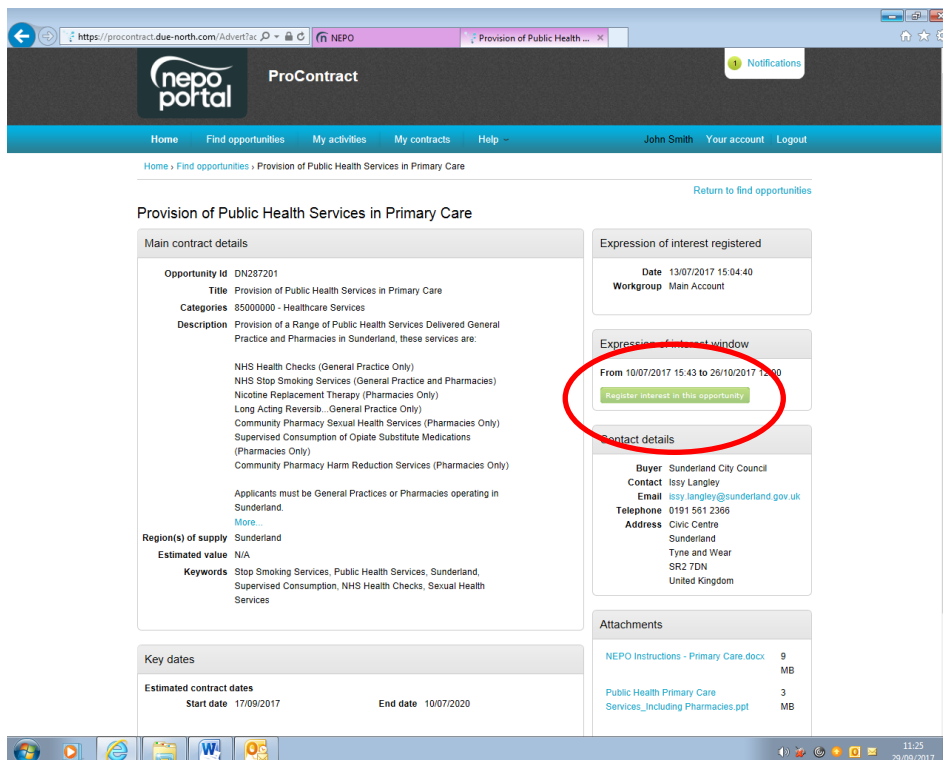 https://procontract.due-north.com/Advert?ac
NEPO
Provision of Public Health ...
nepo
portal
ProContract
1 Notifications
Home Find opportunities My activities My contracts Help
John Smith Your account Logout
Home › Find opportunities › Provision of Public Health Services in Primary Care
Return to find opportunities
Provision of Public Health Services in Primary Care
Main contract details
Opportunity Id DN287201
Title Provision of Public Health Services in Primary Care
Categories 85000000 - Healthcare Services
Description Provision of a Range of Public Health Services Delivered General
Practice and Pharmacies in Sunderland, these services are:
NHS Health Checks (General Practice Only)
NHS Stop Smoking Services (General Practice and Pharmacies)
Nicotine Replacement Therapy (Pharmacies Only)
Long Acting Reversib...General Practice Only)
Community Pharmacy Sexual Health Services (Pharmacies Only)
Supervised Consumption of Opiate Substitute Medications
(Pharmacies Only)
Community Pharmacy Harm Reduction Services (Pharmacies Only)
Applicants must be General Practices or Pharmacies operating in
Sunderland.
More...
Region(s) of supply Sunderland
Estimated value N/A
Keywords Stop Smoking Services, Public Health Services, Sunderland,
Supervised Consumption, NHS Health Checks, Sexual Health
Services
Key dates
Estimated contract dates
Start date 17/09/2017 End date 10/07/2020
Expression of interest registered
Date 13/07/2017 15:04:40
Workgroup Main Account
Expression of interest window
From 10/07/2017 15:43 to 26/10/2017 12:00
Register interest in this opportunity
Contact details
Buyer Sunderland City Council
Contact Issy Langley
Email issy.langley@sunderland.gov.uk
Telephone 0191 561 2366
Address Civic Centre
Sunderland
Tyne and Wear
SR2 7DN
United Kingdom
Attachments
NEPO Instructions - Primary Care.docx 9
MB
Public Health Primary Care 3
Services_Including Pharmacies.ppt MB
11:25
29/09/2017